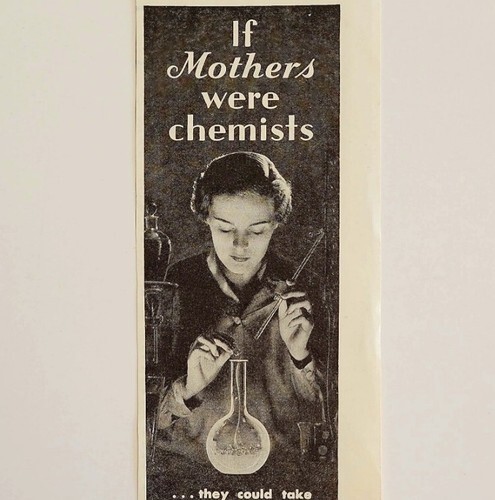 If
Mothers
were
chemists
...they could take